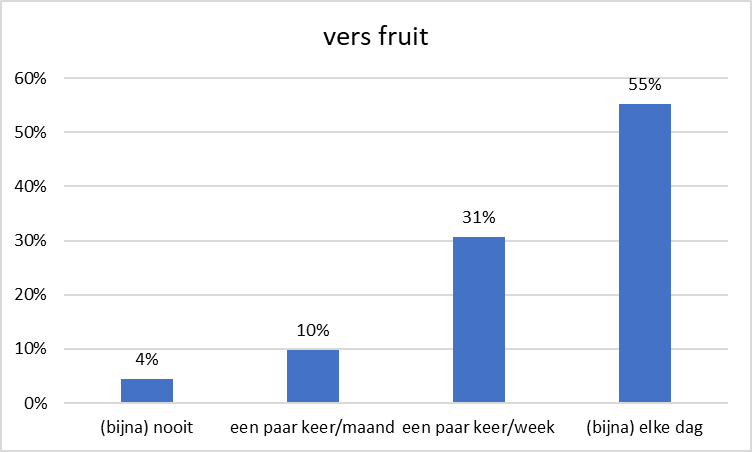 vers fruit
60%
50%
40%
30%
20%
10%
0%
4%
10%
31%
55%
(bijna) nooit
een paar keer/maand
een paar keer/week
(bijna) elke dag